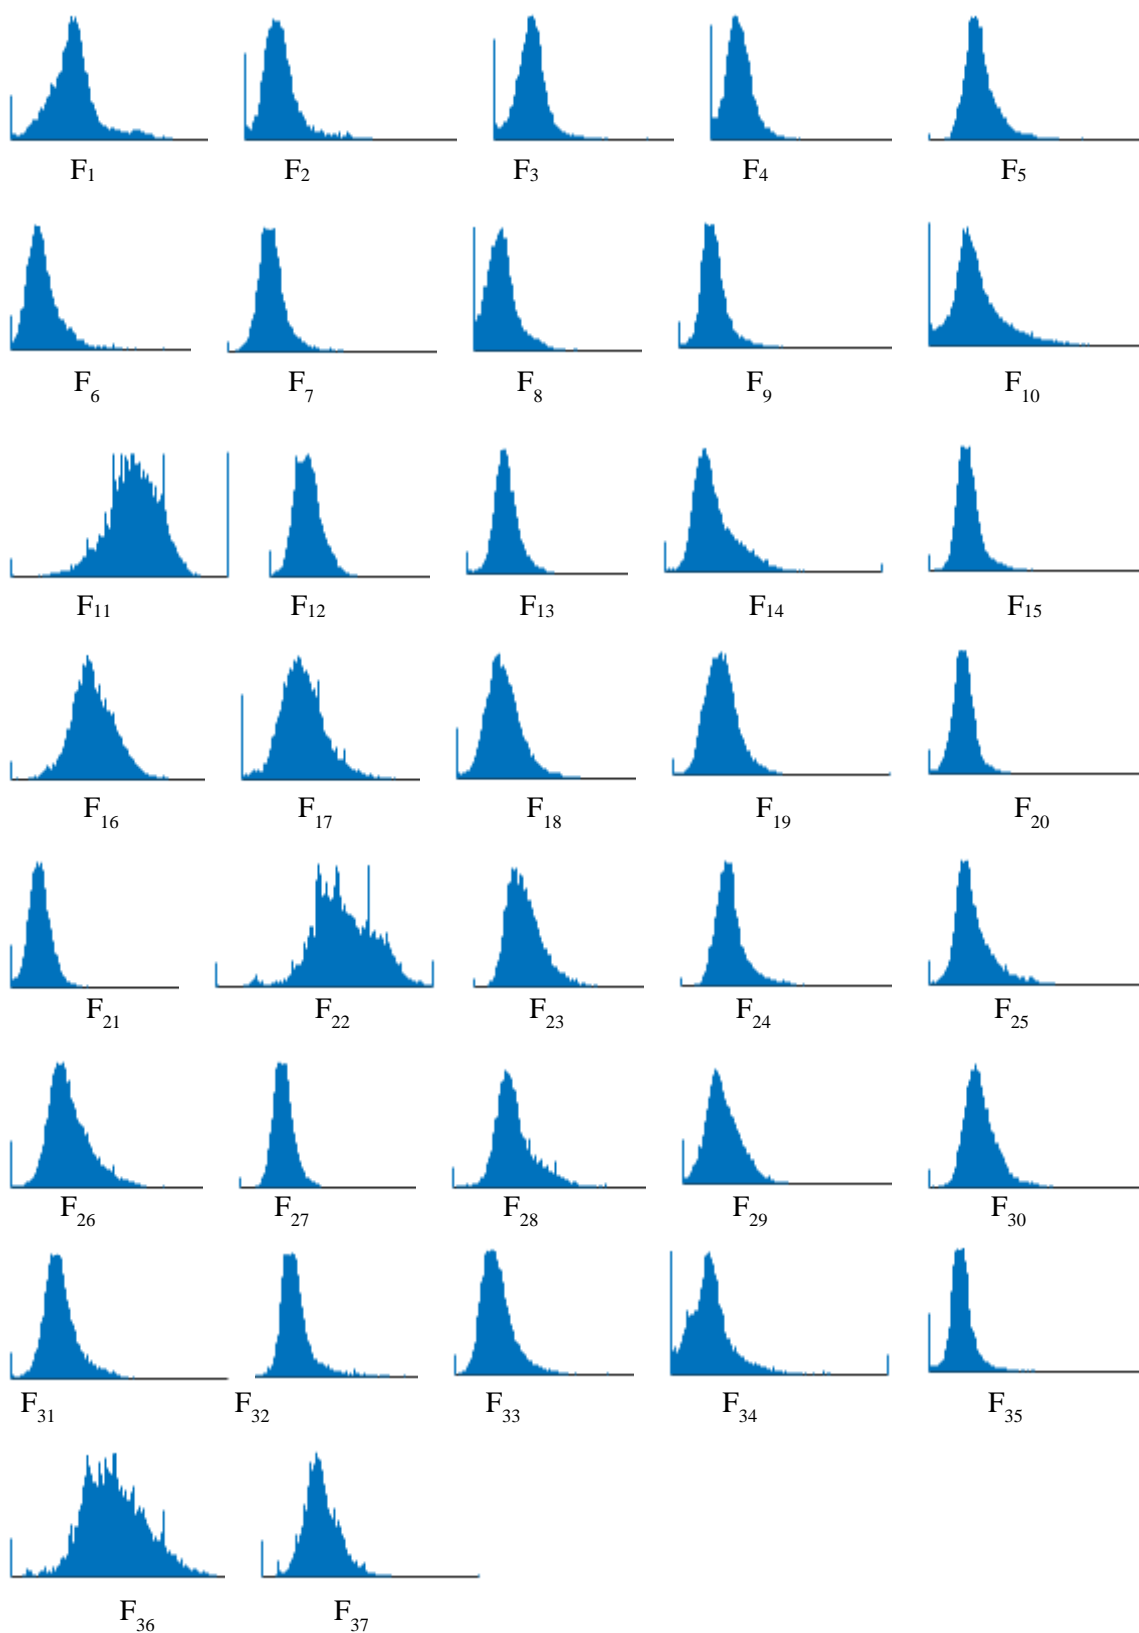 F₁ F₂ F₃ F₄ F₅
F₆ F₇ F₈ F₉ F₁₀
F₁₁ F₁₂ F₁₃ F₁₄ F₁₅
F₁₆ F₁₇ F₁₈ F₁₉ F₂₀
F₂₁ F₂₂ F₂₃ F₂₄ F₂₅
F₂₆ F₂₇ F₂₈ F₂₉ F₃₀
F₃₁ F₃₂ F₃₃ F₃₄ F₃₅
F₃₆ F₃₇